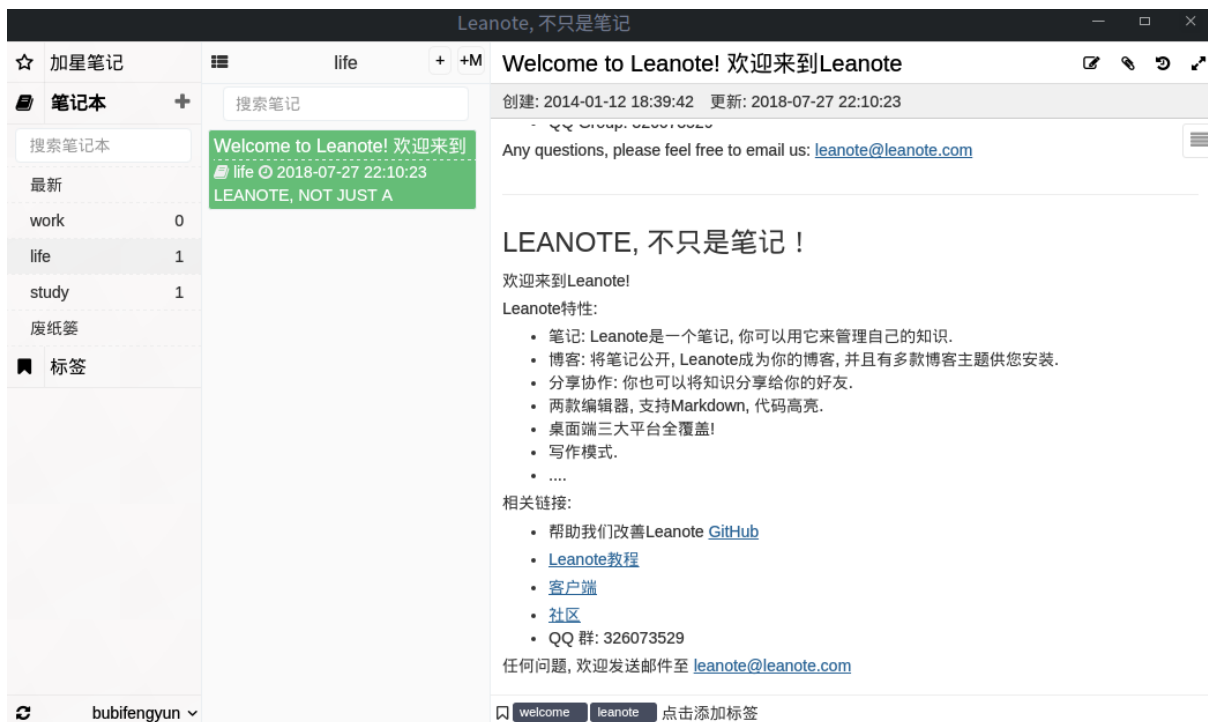 Leanote, 不只是笔记
加星笔记
笔记本
搜索笔记本
最新
work 0
life 1
study 1
废纸篓
标签
bubifengyun
life + +M
搜索笔记
Welcome to Leanote! 欢迎来到
life 2018-07-27 22:10:23
LEANOTE, NOT JUST A
Welcome to Leanote! 欢迎来到Leanote
创建: 2014-01-12 18:39:42 更新: 2018-07-27 22:10:23
QQ Group: 326073529
Any questions, please feel free to email us: leanote@leanote.com
LEANOTE, 不只是笔记！
欢迎来到Leanote!
Leanote特性:
• 笔记: Leanote是一个笔记, 你可以用它来管理自己的知识.
• 博客: 将笔记公开, Leanote成为你的博客, 并且有多款博客主题供您安装.
• 分享协作: 你也可以将知识分享给你的好友.
• 两款编辑器, 支持Markdown, 代码高亮.
• 桌面端三大平台全覆盖!
• 写作模式.
• ....
相关链接:
• 帮助我们改善Leanote GitHub
• Leanote教程
• 客户端
• 社区
• QQ 群: 326073529
任何问题, 欢迎发送邮件至 leanote@leanote.com
welcome leanote 点击添加标签